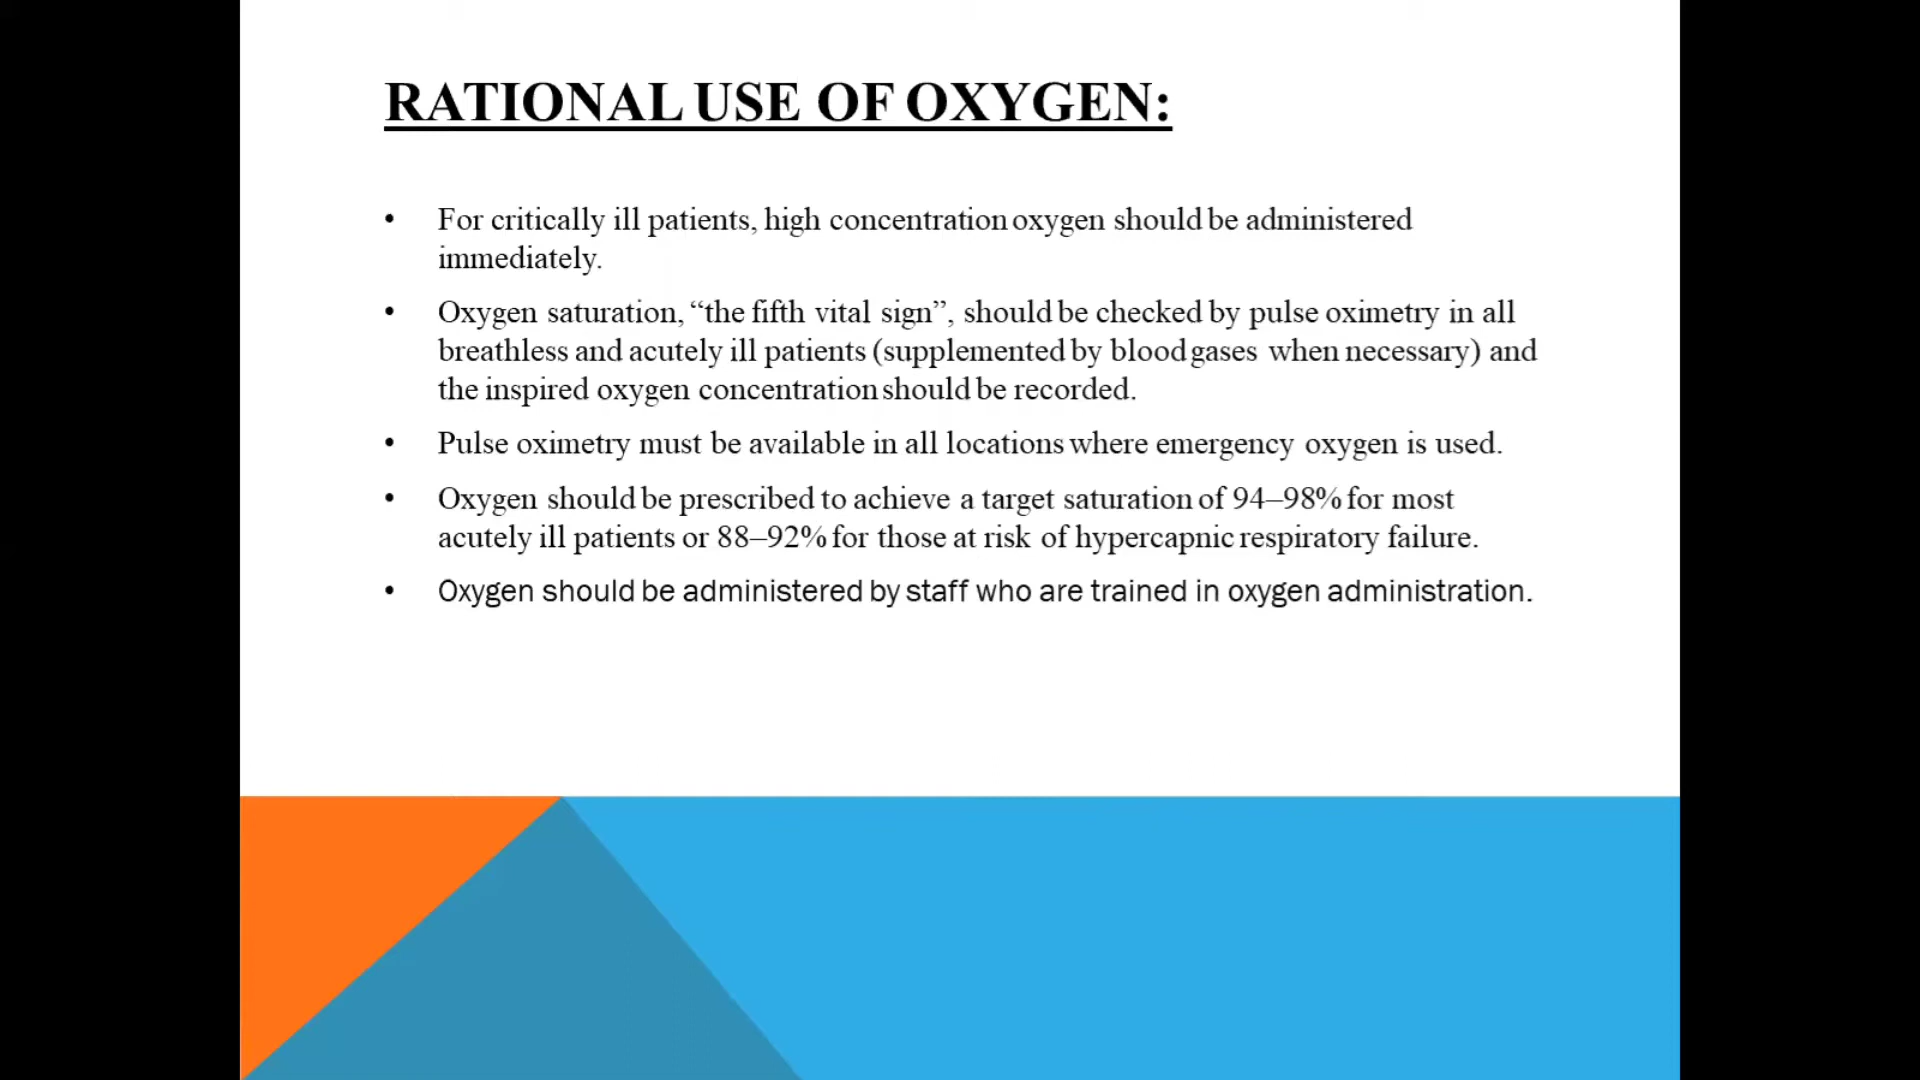 RATIONAL USE OF OXYGEN:
• For critically ill patients, high concentration oxygen should be administered
immediately.
• Oxygen saturation, “the fifth vital sign”, should be checked by pulse oximetry in all
breathless and acutely ill patients (supplemented by blood gases when necessary) and
the inspired oxygen concentration should be recorded.
• Pulse oximetry must be available in all locations where emergency oxygen is used.
• Oxygen should be prescribed to achieve a target saturation of 94–98% for most
acutely ill patients or 88–92% for those at risk of hypercapnic respiratory failure.
• Oxygen should be administered by staff who are trained in oxygen administration.